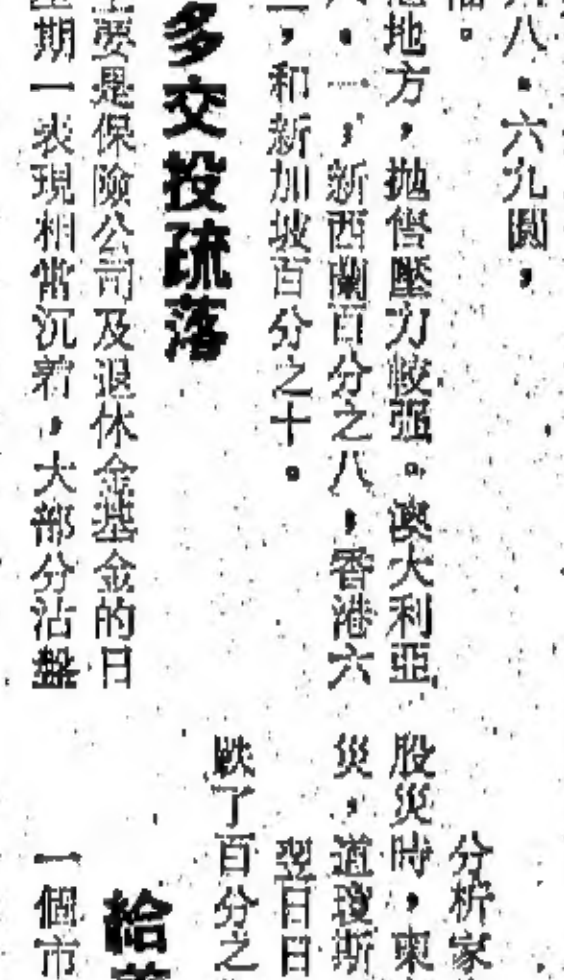 八・六九圓，
地方，拋售壓力較強。澳大利亞
・一，新西蘭百分之八，香港六
，和新加坡百分之十。
多交投疏落
要是保險公司及退休金基金的日
期一表現相當沉着，大部分沽盤
分析家
股災時，東
災，道瓊斯
翌日日
跌了百分之
給
一個市